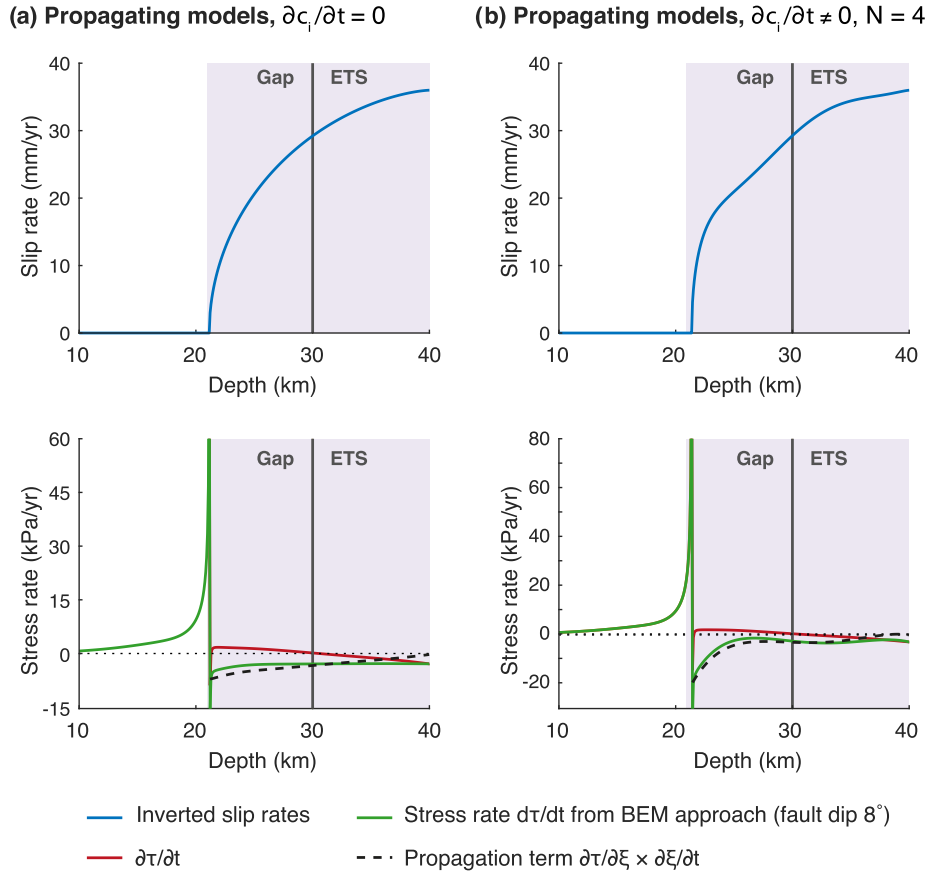 (a) Propagating models, ∂cᵢ/∂t = 0
(b) Propagating models, ∂cᵢ/∂t ≠ 0, N = 4
40
30
20
10
0
Slip rate (mm/yr)
Gap
ETS
10 20 30 40
Depth (km)
40
30
20
10
0
Slip rate (mm/yr)
Gap
ETS
10 20 30 40
Depth (km)
60
45
30
15
0
-15
Stress rate (kPa/yr)
Gap
ETS
10 20 30 40
Depth (km)
80
60
40
20
0
-20
Stress rate (kPa/yr)
Gap
ETS
10 20 30 40
Depth (km)
Inverted slip rates
Stress rate dτ/dt from BEM approach (fault dip 8˚)
∂τ/∂t
Propagation term ∂τ/∂ξ × ∂ξ/∂t